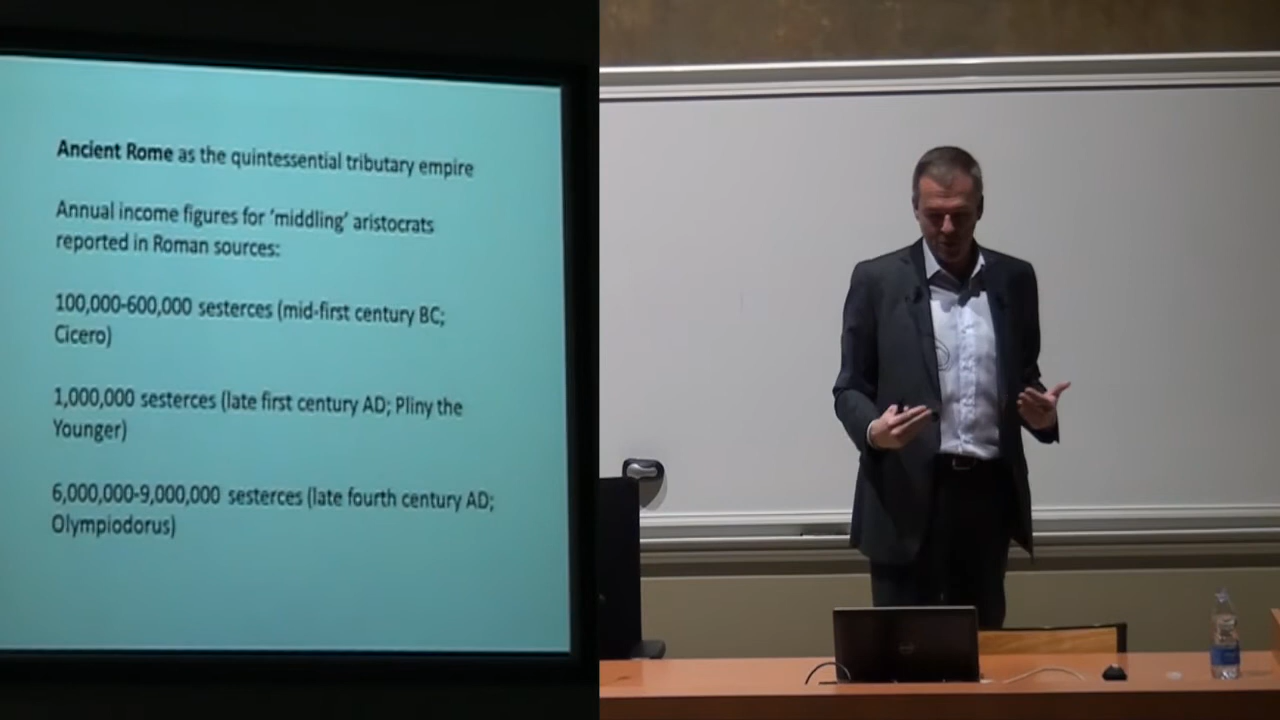 Ancient Rome as the quintessential tributary empire
Annual income figures for 'middling' aristocrats
reported in Roman sources:
100,000-600,000 sesterces (mid-first century BC;
Cicero)
1,000,000 sesterces (late first century AD; Pliny the
Younger)
6,000,000-9,000,000 sesterces (late fourth century AD;
Olympiodorus)